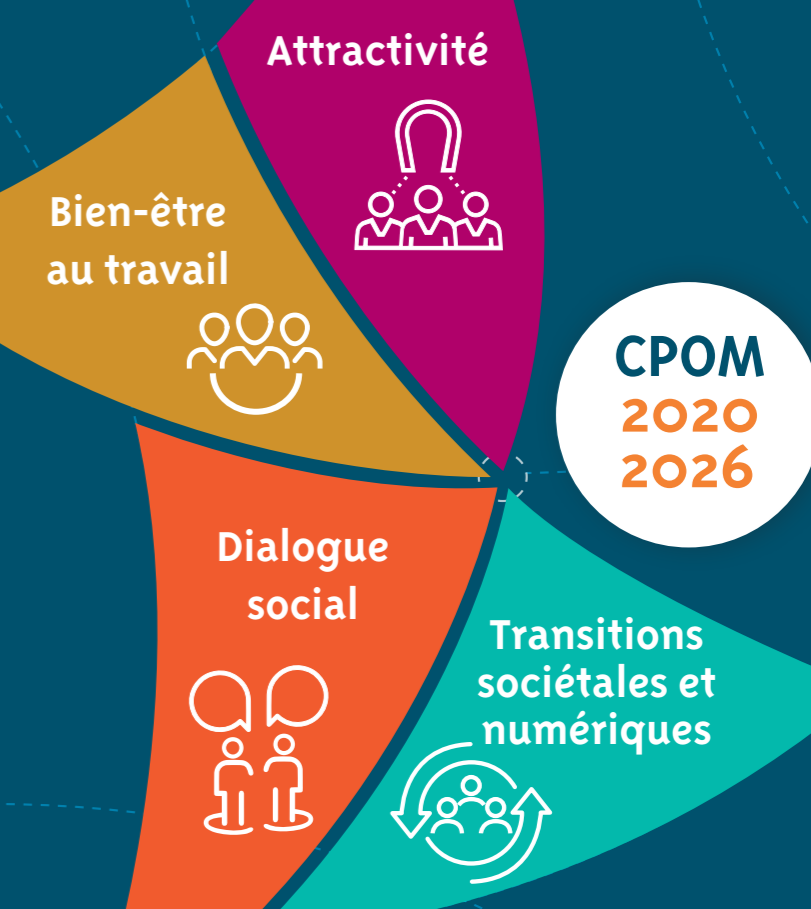 Attractivité
Bien-être
au travail
CPOM
2020
2026
Dialogue
social
Transitions
sociétales et
numériques